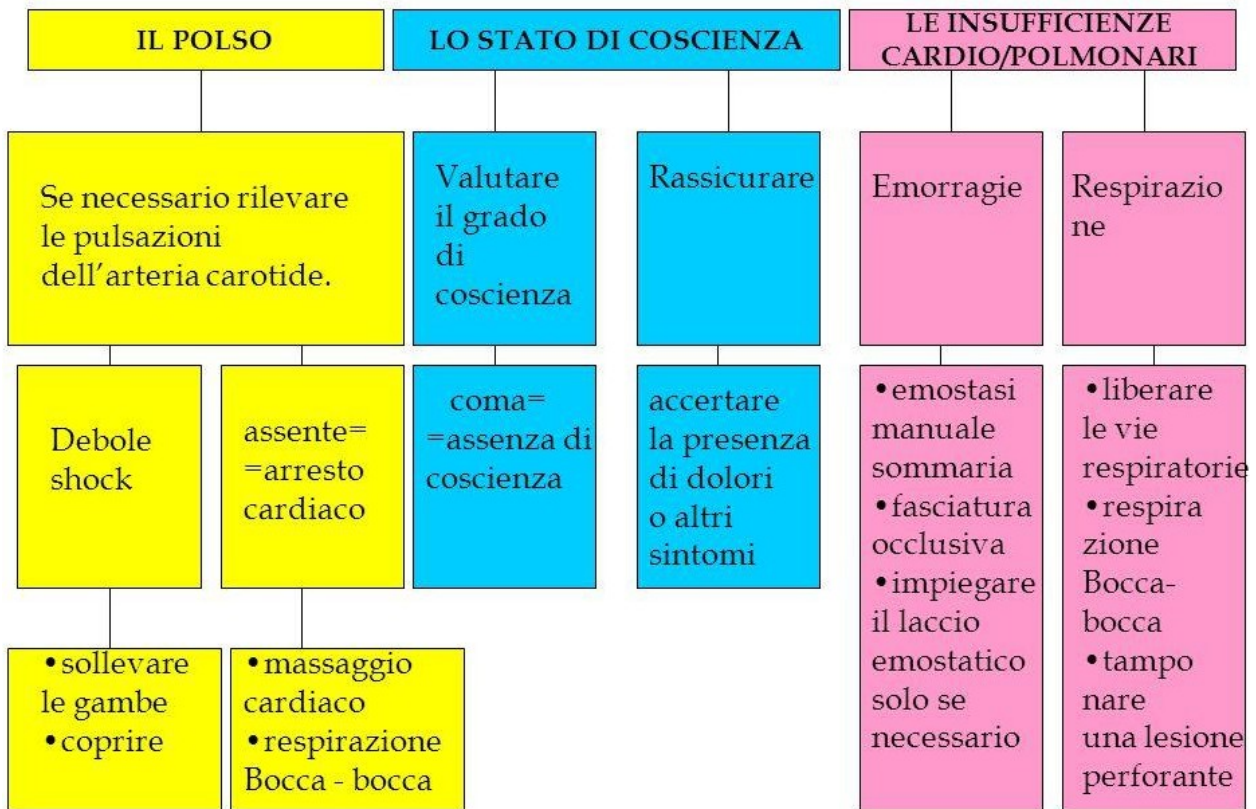 IL POLSO
LO STATO DI COSCIENZA
LE INSUFFICIENZE
CARDIO/POLMONARI
Se necessario rilevare
le pulsazioni
dell'arteria carotide.
Valutare
il grado
di
coscienza
Rassicurare
Emorragie
Respirazio
ne
Debole
shock
assente=
=arresto
cardiaco
coma=
=assenza di
coscienza
accertare
la presenza
di dolori
o altri
sintomi
•emostasi
manuale
sommaria
•fasciatura
occlusiva
•impiegare
il laccio
emostatico
solo se
necessario
•liberare
le vie
respiratorie
•respira
zione
Bocca-
bocca
•tampo
nare
una lesione
perforante
•sollevare
le gambe
•coprire
•massaggio
cardiaco
•respirazione
Bocca - bocca